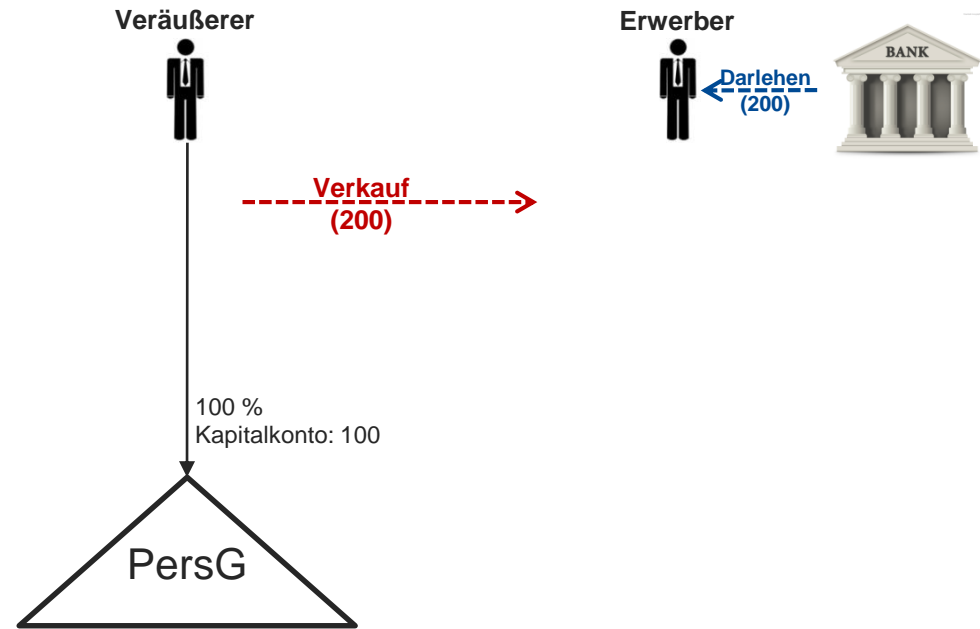 Veräußerer
Erwerber
BANK
Darlehen
(200)
Verkauf
(200)
100 %
Kapitalkonto: 100
PersG